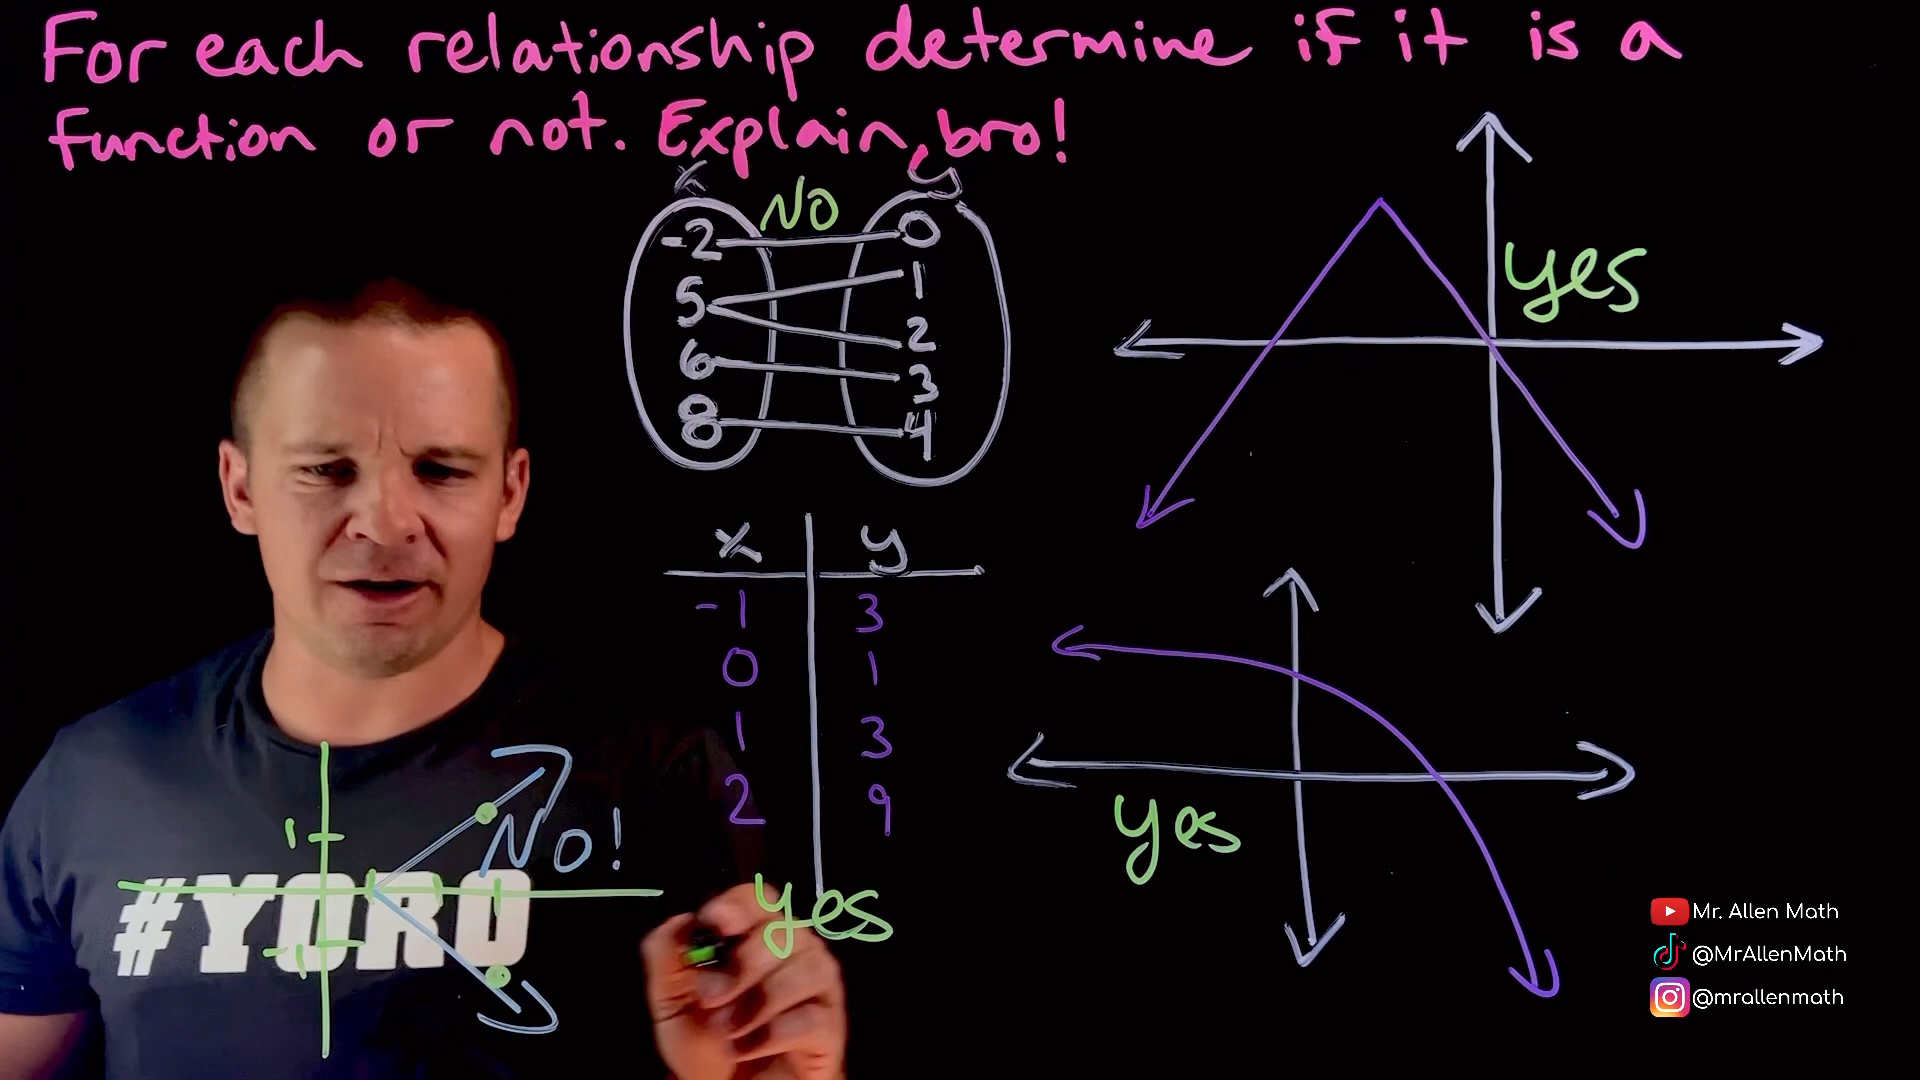 For each relationship determine if it is a
function or not. Explain, bro!
x y
NO
-2 0
5 1
6 2
8 3
4
yes
x y
-1 3
0 1
1 3
2 9
yes
yes
1
No!
-1
#YORO
Mr. Allen Math
@MrAllenMath
@mrallenmath